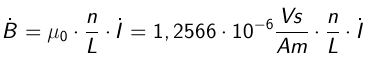 Ḃ = μ₀ · n/L · İ = 1,2566 · 10⁻⁶ Vs/Am · n/L · İ